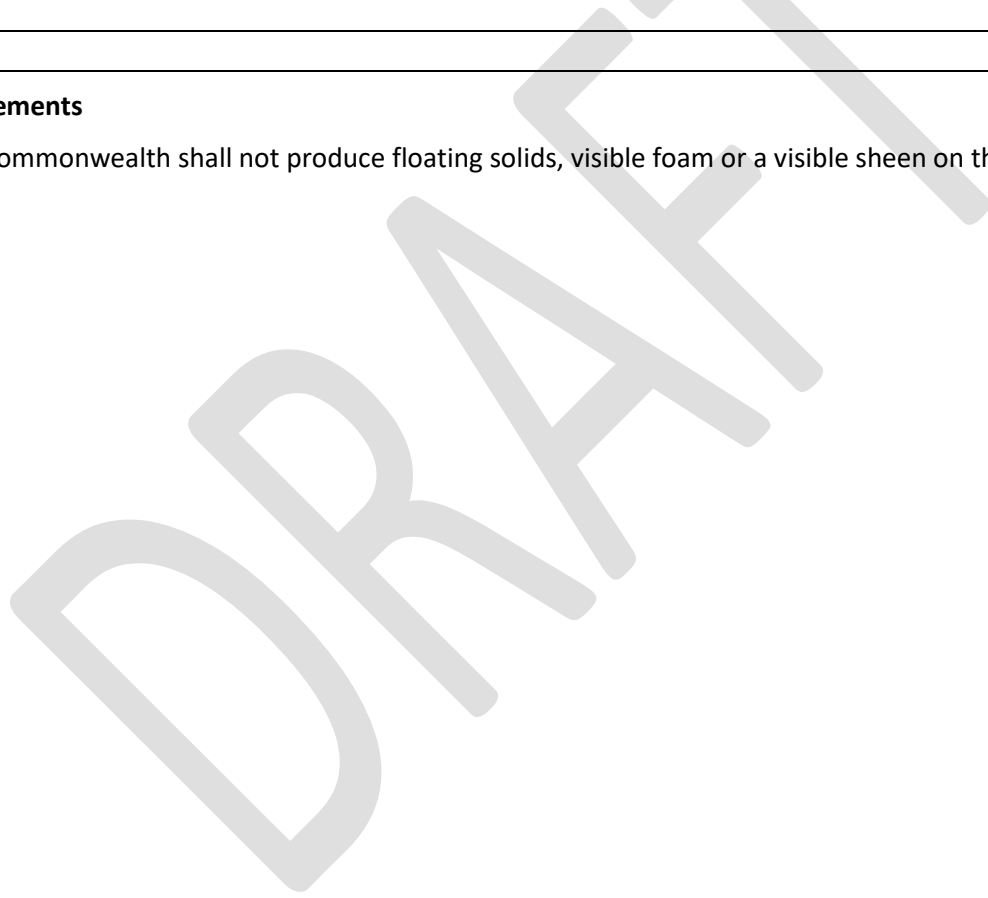 ements
ommonwealth shall not produce floating solids, visible foam or a visible sheen on th
DRAFT